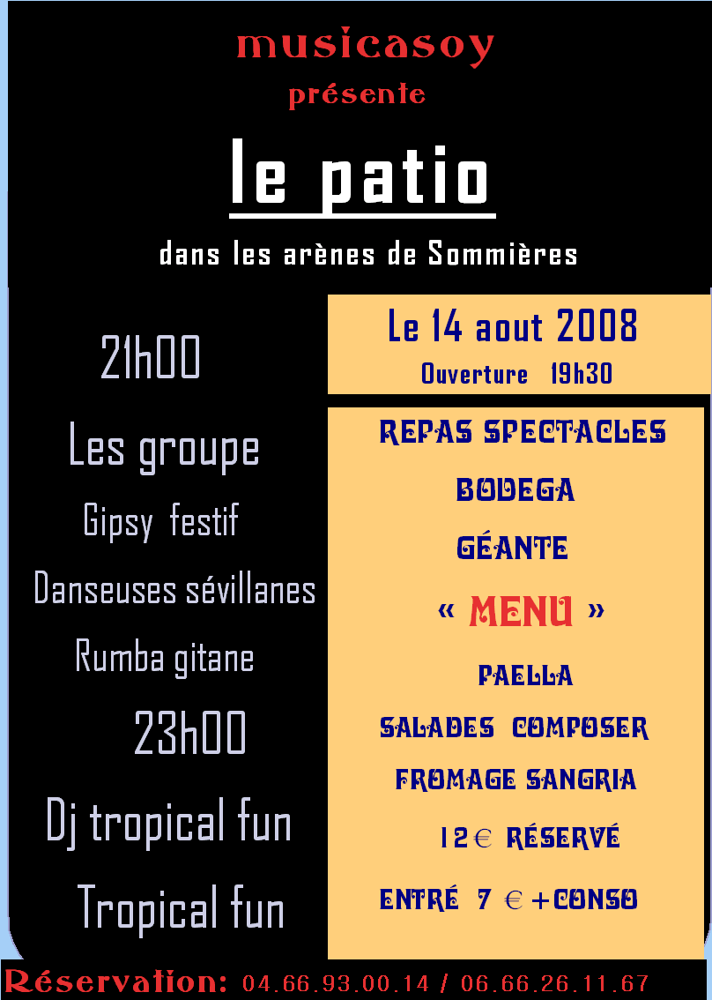 musicasoy
présente
le patio
dans les arènes de Sommières
21h00
Les groupe
Gipsy festif
Danseuses sévillanes
Rumba gitane
23h00
Dj tropical fun
Tropical fun
Le 14 aout 2008
Ouverture 19h30
REPAS SPECTACLES
BODEGA
GÉANTE
« MENU »
PAELLA
SALADES COMPOSER
FROMAGE SANGRIA
12€ RÉSERVÉ
ENTRÉ 7 €+CONSO
Réservation: 04.66.93.00.14 / 06.66.26.11.67